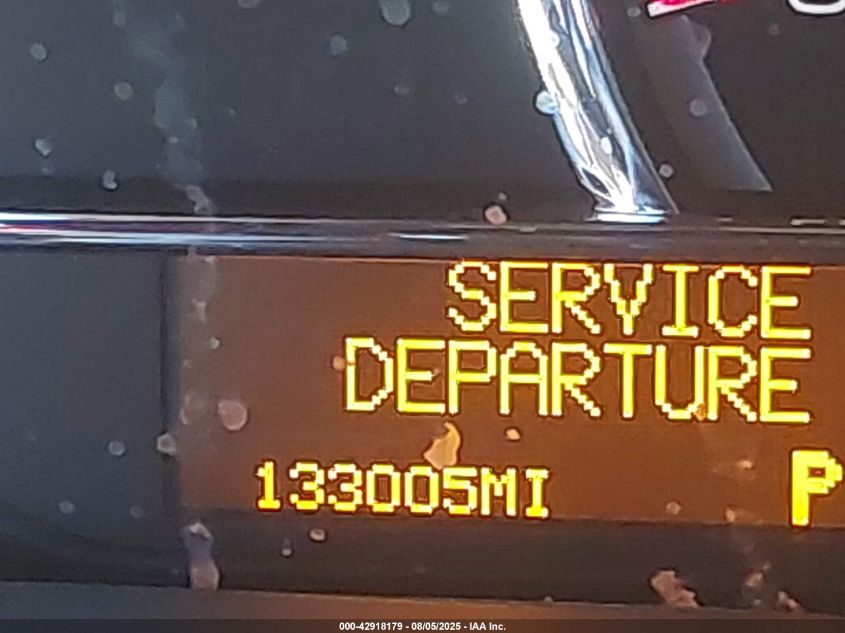 SERVICE
DEPARTURE
133005MI P
000-42918179 - 08/05/2025 - IAA Inc.